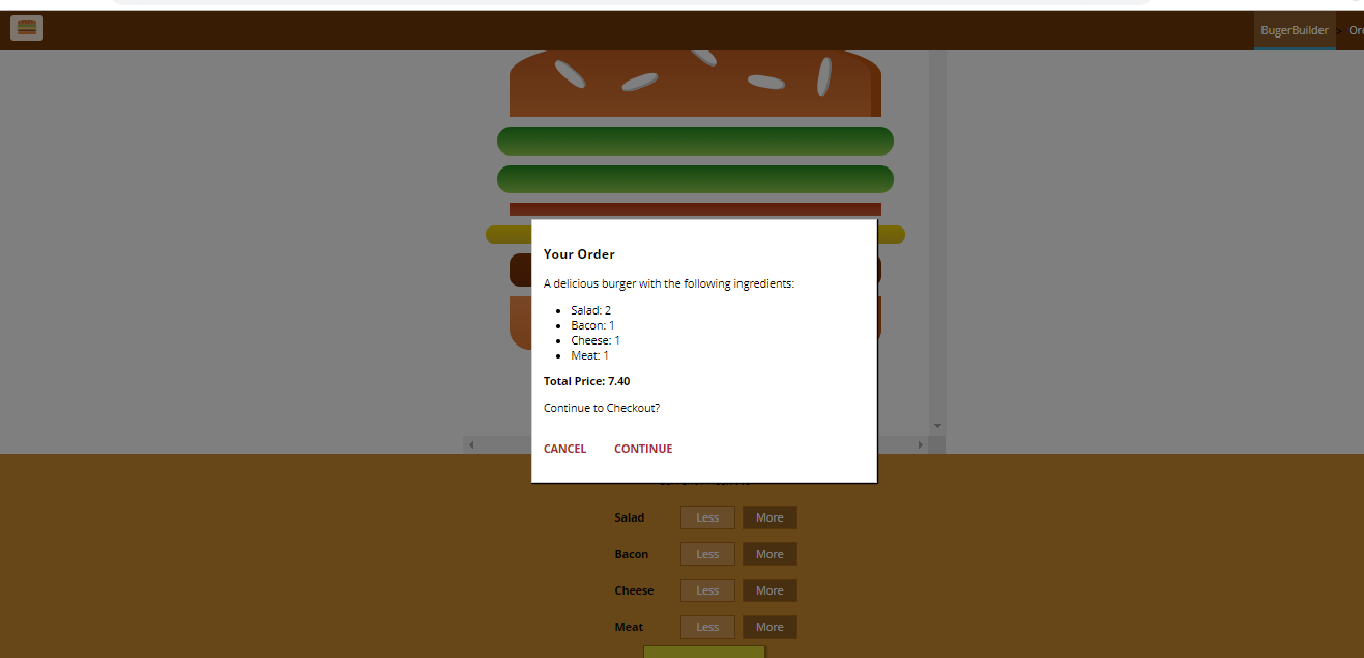 BugerBuilder
Your Order
A delicious burger with the following ingredients:
Salad: 2
Bacon: 1
Cheese: 1
Meat: 1
Total Price: 7.40
Continue to Checkout?
CANCEL CONTINUE
Salad Less More
Bacon Less More
Cheese Less More
Meat Less More